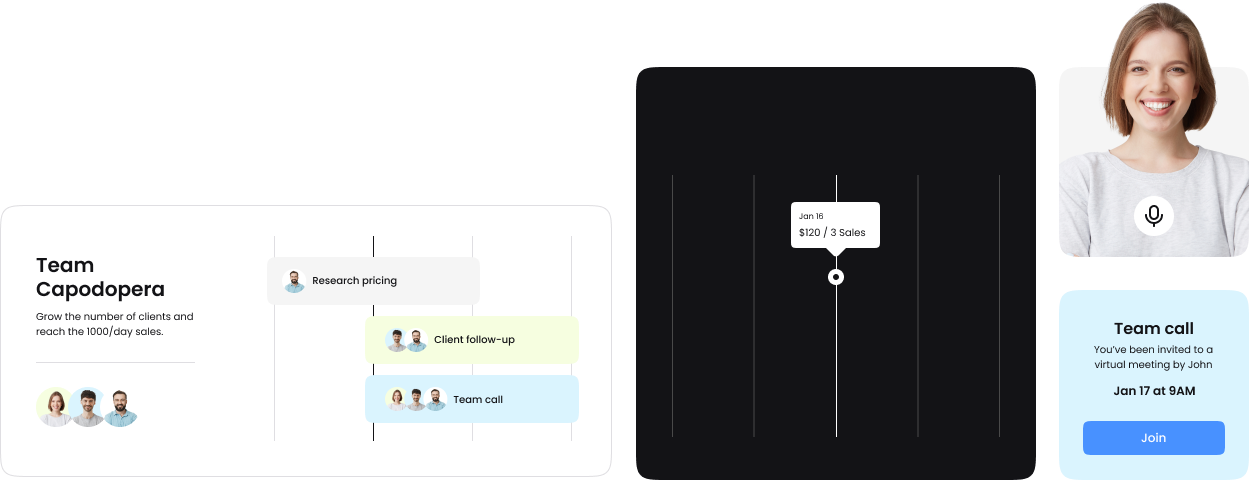 Team
Capodopera
Grow the number of clients and
reach the 1000/day sales.
Research pricing
Client follow-up
Team call
Jan 16
$120 / 3 Sales
Team call
You’ve been invited to a
virtual meeting by John
Jan 17 at 9AM
Join